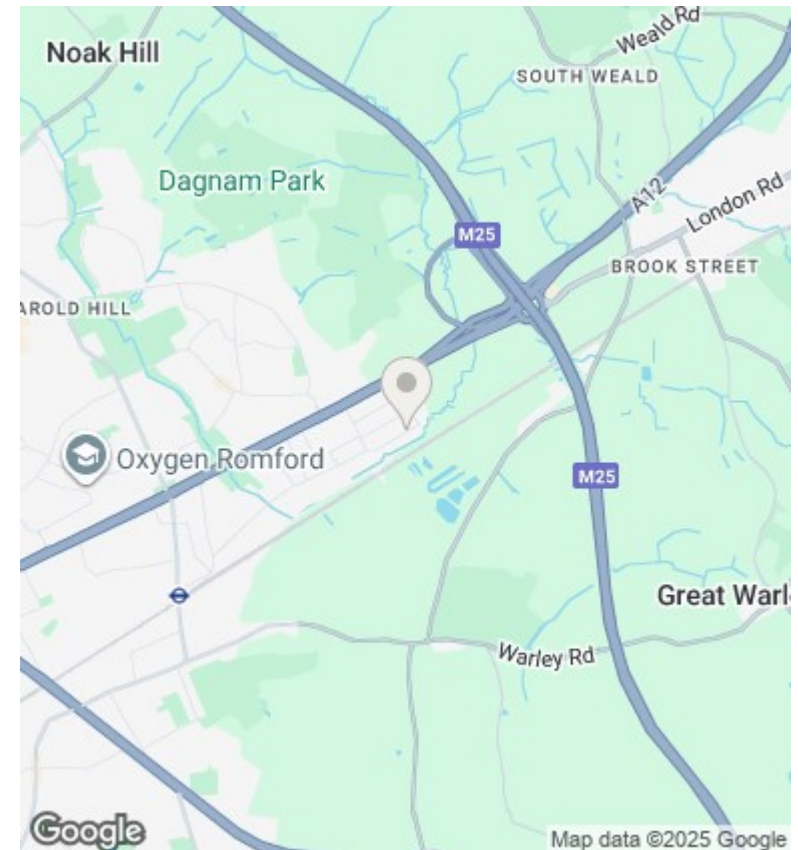 Noak Hill
Weald Rd
SOUTH WEALD
Dagnam Park
A12
London Rd
M25
BROOK STREET
AROLD HILL
Oxygen Romford
M25
Great Warl
Warley Rd
Google
Map data ©2025 Google